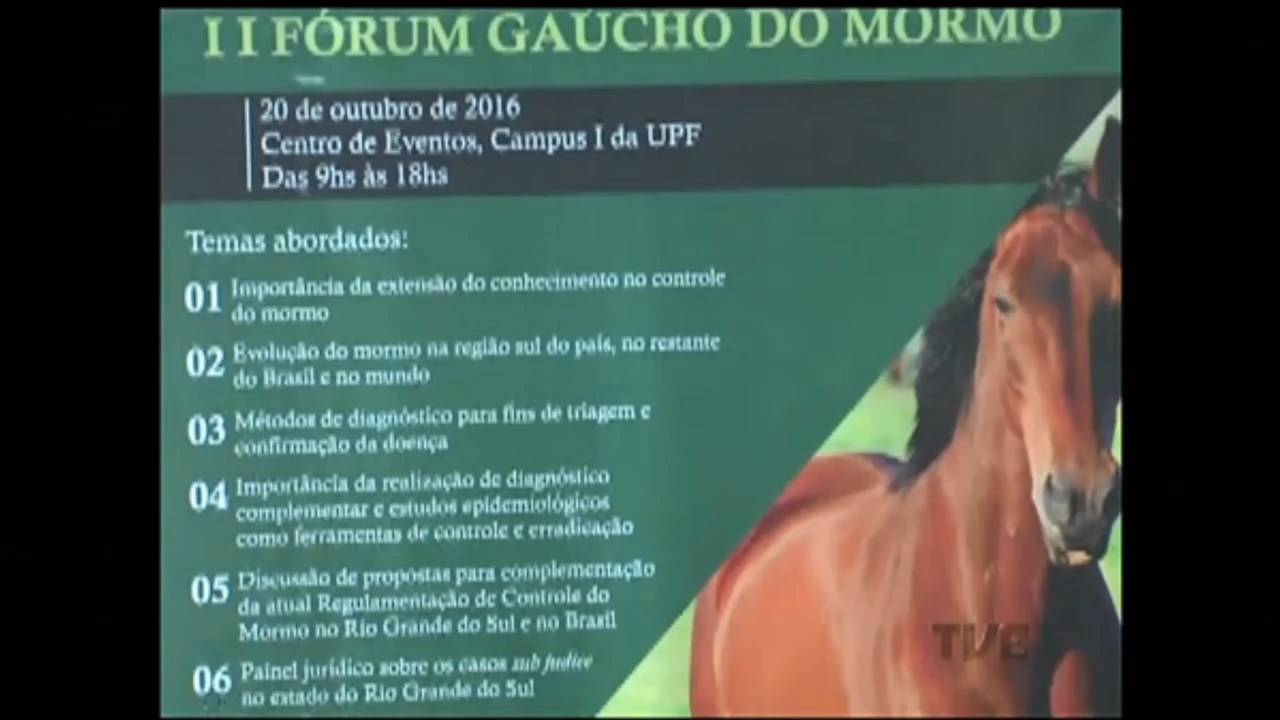 I I FÓRUM GAÚCHO DO MORMO
20 de outubro de 2016
Centro de Eventos, Campus I da UPF
Das 9hs às 18hs
Temas abordados:
01 Importância da extensão do conhecimento no controle
do mormo
02 Evolução do mormo na região sul do país, no restante
do Brasil e no mundo
03 Métodos de diagnóstico para fins de triagem e
confirmação da doença
04 Importância da realização de diagnóstico
complementar e estudos epidemiológicos
como ferramentas de controle e erradicação
05 Discussão de propostas para complementação
da atual Regulamentação de Controle do
Mormo no Rio Grande do Sul e no Brasil
06 Painel jurídico sobre os casos sub judice
no estado do Rio Grande do Sul
TVE